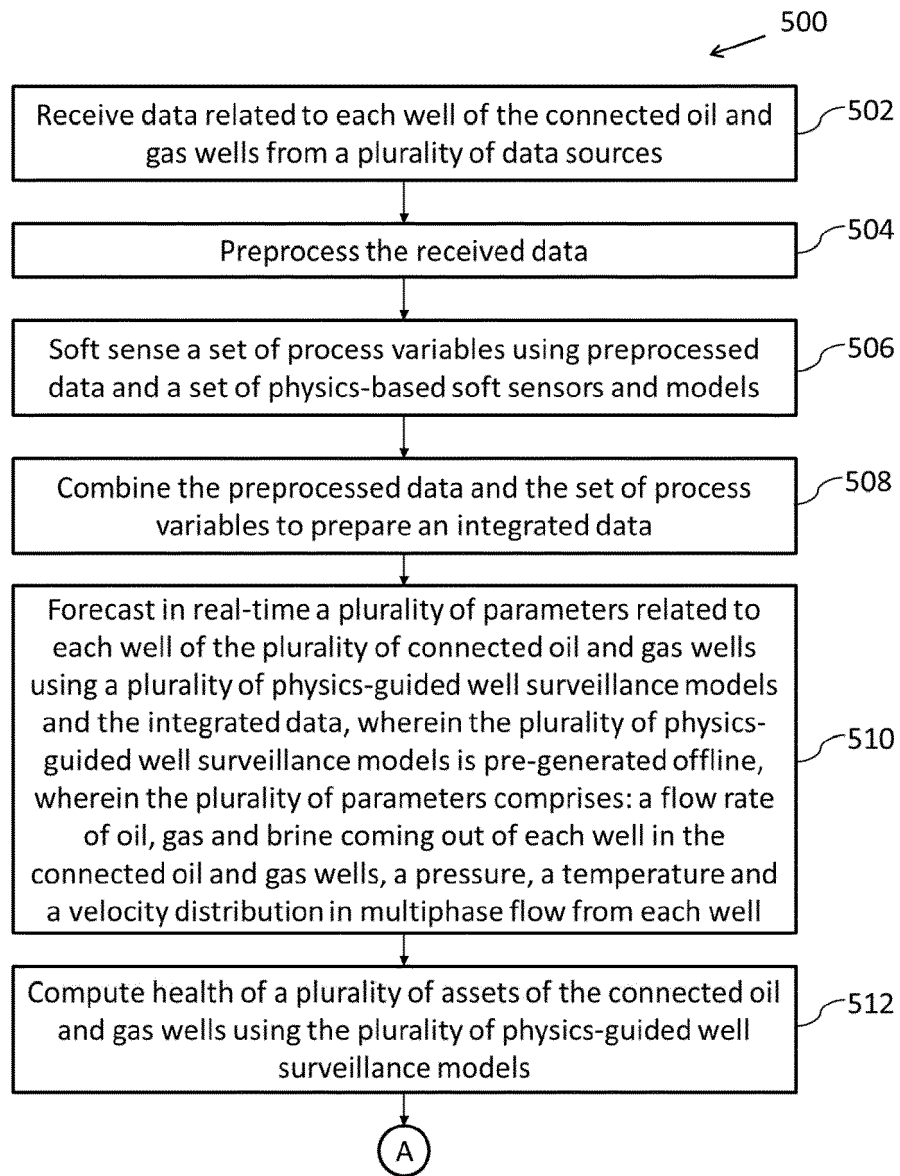 500
Receive data related to each well of the connected oil and
gas wells from a plurality of data sources
502
Preprocess the received data
504
Soft sense a set of process variables using preprocessed
data and a set of physics-based soft sensors and models
506
Combine the preprocessed data and the set of process
variables to prepare an integrated data
508
Forecast in real-time a plurality of parameters related to
each well of the plurality of connected oil and gas wells
using a plurality of physics-guided well surveillance models
and the integrated data, wherein the plurality of physics-
guided well surveillance models is pre-generated offline,
wherein the plurality of parameters comprises: a flow rate
of oil, gas and brine coming out of each well in the
connected oil and gas wells, a pressure, a temperature and
a velocity distribution in multiphase flow from each well
510
Compute health of a plurality of assets of the connected oil
and gas wells using the plurality of physics-guided well
surveillance models
512
A